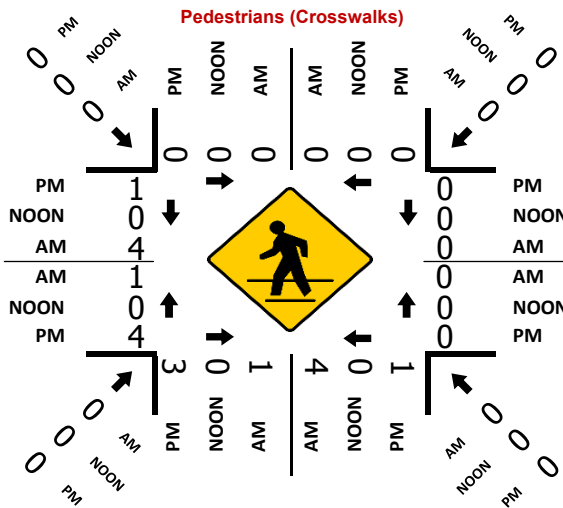 Pedestrians (Crosswalks)
0 PM
0 NOON
0 AM
PM NOON AM AM NOON PM
0 0 0 0 0 0
PM 0
NOON 0
AM 0
PM 1 0 PM
NOON 0 0 NOON
AM 4 0 AM
AM 1 0 AM
NOON 0 0 NOON
PM 4 0 PM
3 0 1 4 0 1
PM NOON AM AM NOON PM
0 AM
0 NOON
0 PM
AM 0
NOON 0
PM 0